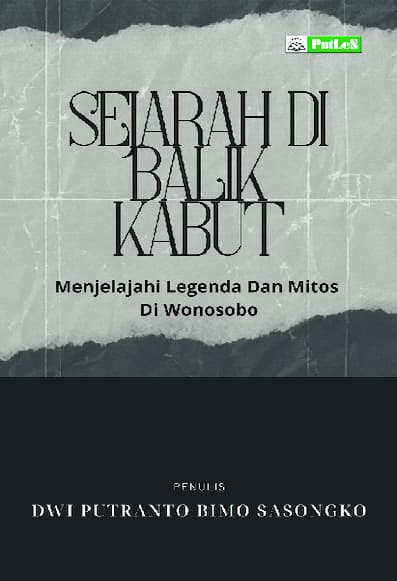 PutLeS
SEJARAH DI
BALIK
KABUT
Menjelajahi Legenda Dan Mitos
Di Wonosobo
PENULIS
DWI PUTRANTO BIMO SASONGKO